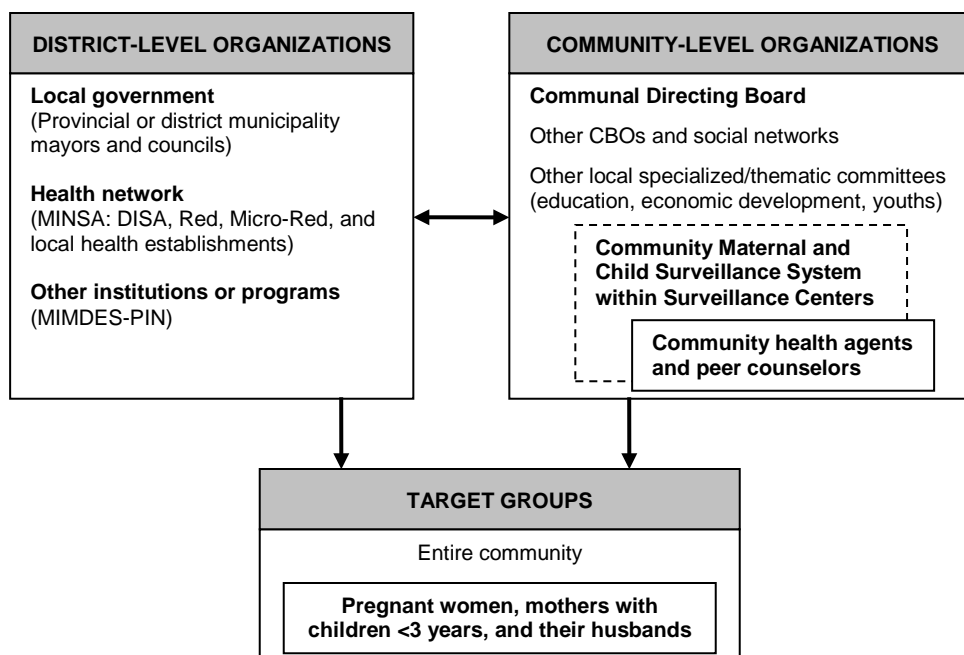 DISTRICT-LEVEL ORGANIZATIONS
Local government
(Provincial or district municipality
mayors and councils)
Health network
(MINSA: DISA, Red, Micro-Red, and
local health establishments)
Other institutions or programs
(MIMDES-PIN)
COMMUNITY-LEVEL ORGANIZATIONS
Communal Directing Board
Other CBOs and social networks
Other local specialized/thematic committees
(education, economic development, youths)
Community Maternal and
Child Surveillance System
within Surveillance Centers
Community health agents
and peer counselors
TARGET GROUPS
Entire community
Pregnant women, mothers with
children <3 years, and their husbands